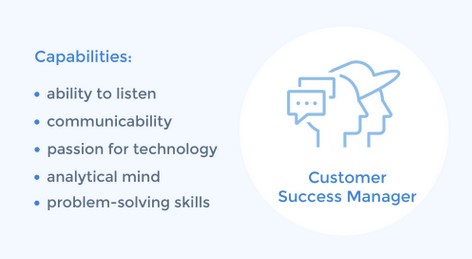 Capabilities:
• ability to listen
• communicability
• passion for technology
• analytical mind
• problem-solving skills
Customer
Success Manager